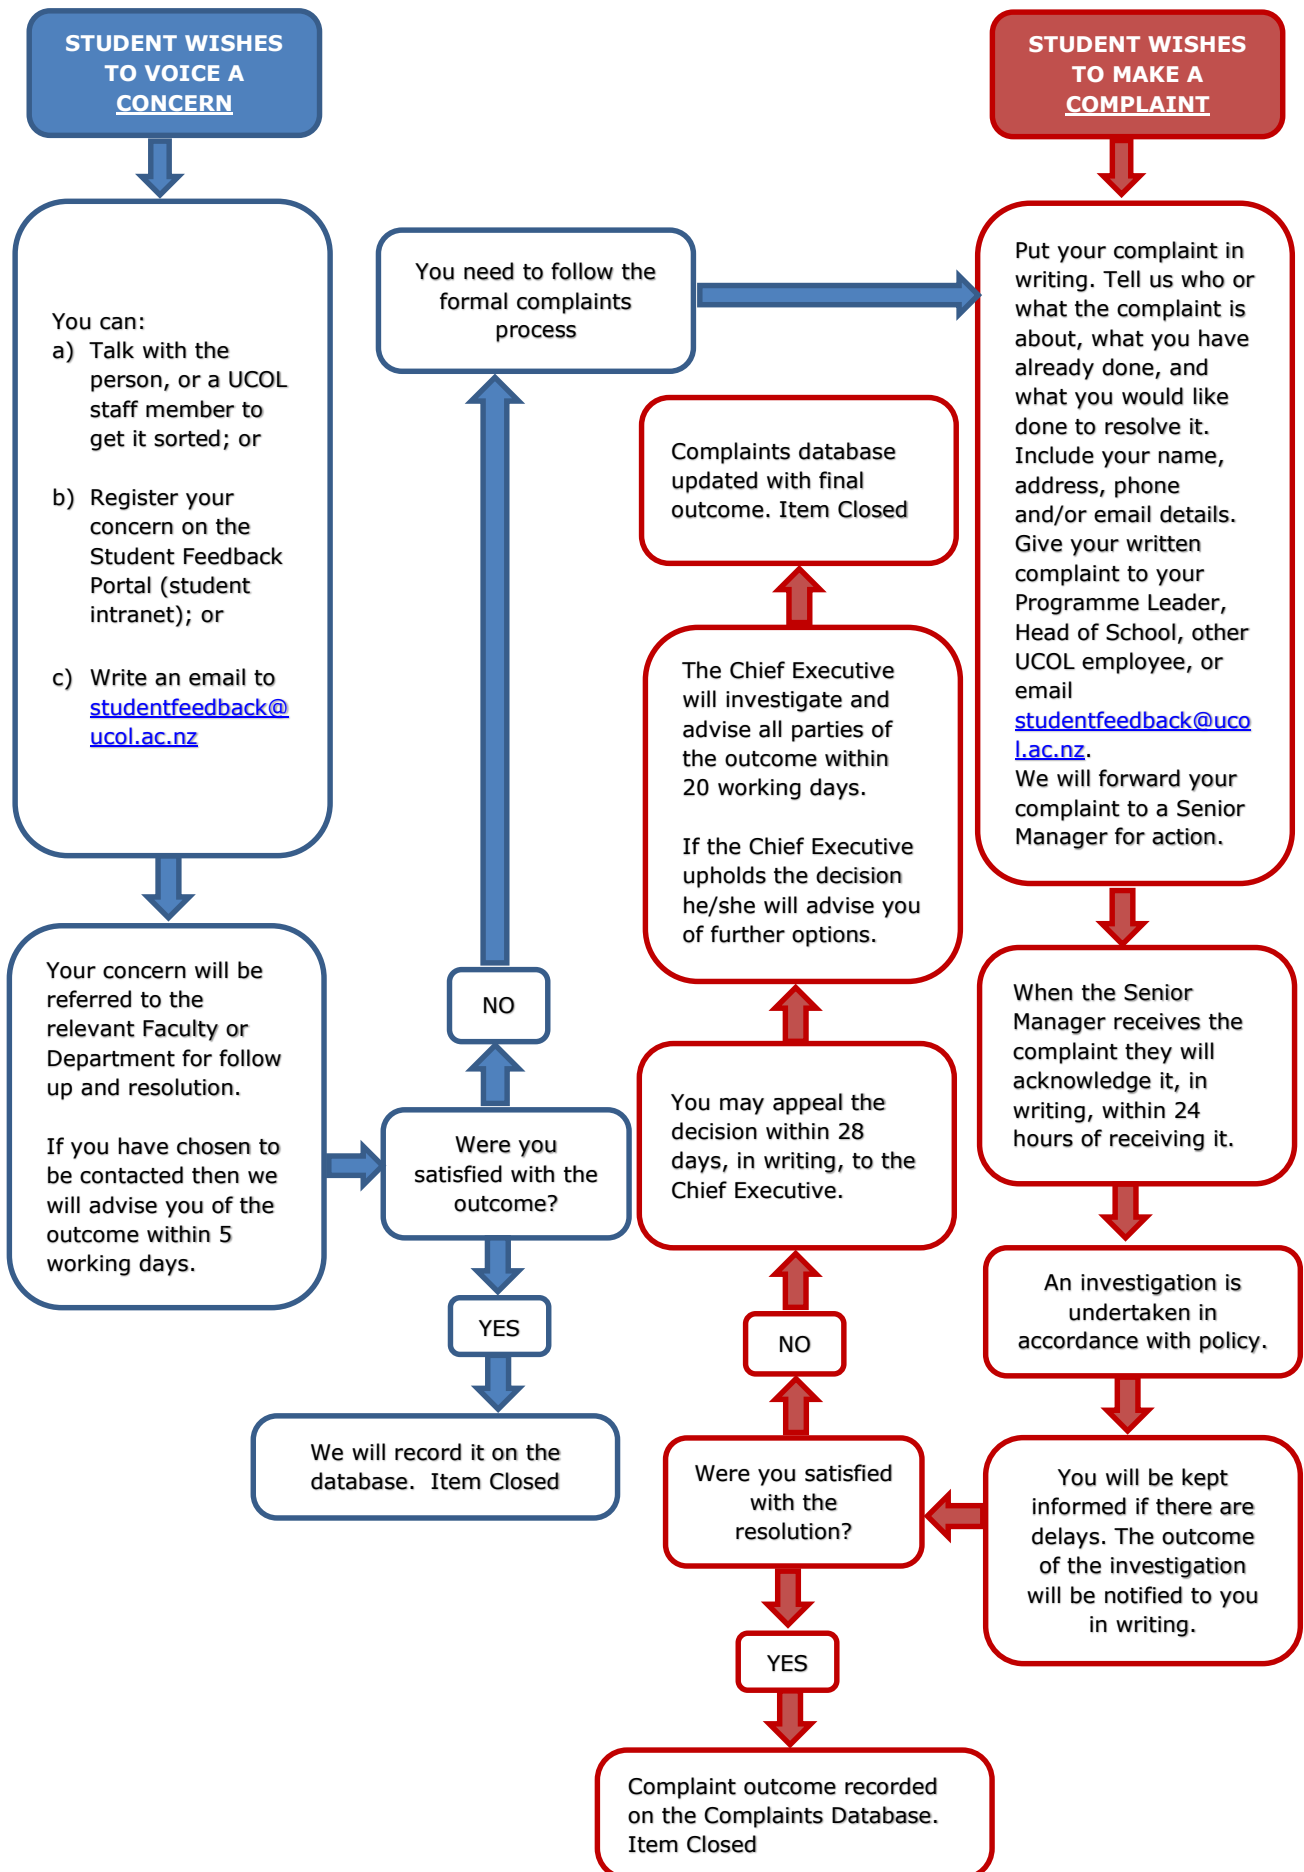 STUDENT WISHES
TO VOICE A
CONCERN
You can:
a) Talk with the
person, or a UCOL
staff member to
get it sorted; or
b) Register your
concern on the
Student Feedback
Portal (student
intranet); or
c) Write an email to
studentfeedback@
ucol.ac.nz
Your concern will be
referred to the
relevant Faculty or
Department for follow
up and resolution.
If you have chosen to
be contacted then we
will advise you of the
outcome within 5
working days.
Were you
satisfied with the
outcome?
NO
You need to follow the
formal complaints
process
YES
We will record it on the
database.  Item Closed
STUDENT WISHES
TO MAKE A
COMPLAINT
Put your complaint in
writing. Tell us who or
what the complaint is
about, what you have
already done, and
what you would like
done to resolve it.
Include your name,
address, phone
and/or email details.
Give your written
complaint to your
Programme Leader,
Head of School, other
UCOL employee, or
email
studentfeedback@uco
l.ac.nz.
We will forward your
complaint to a Senior
Manager for action.
When the Senior
Manager receives the
complaint they will
acknowledge it, in
writing, within 24
hours of receiving it.
An investigation is
undertaken in
accordance with policy.
You will be kept
informed if there are
delays. The outcome
of the investigation
will be notified to you
in writing.
Were you satisfied
with the
resolution?
NO
You may appeal the
decision within 28
days, in writing, to the
Chief Executive.
The Chief Executive
will investigate and
advise all parties of
the outcome within
20 working days.
If the Chief Executive
upholds the decision
he/she will advise you
of further options.
Complaints database
updated with final
outcome. Item Closed
YES
Complaint outcome recorded
on the Complaints Database.
Item Closed